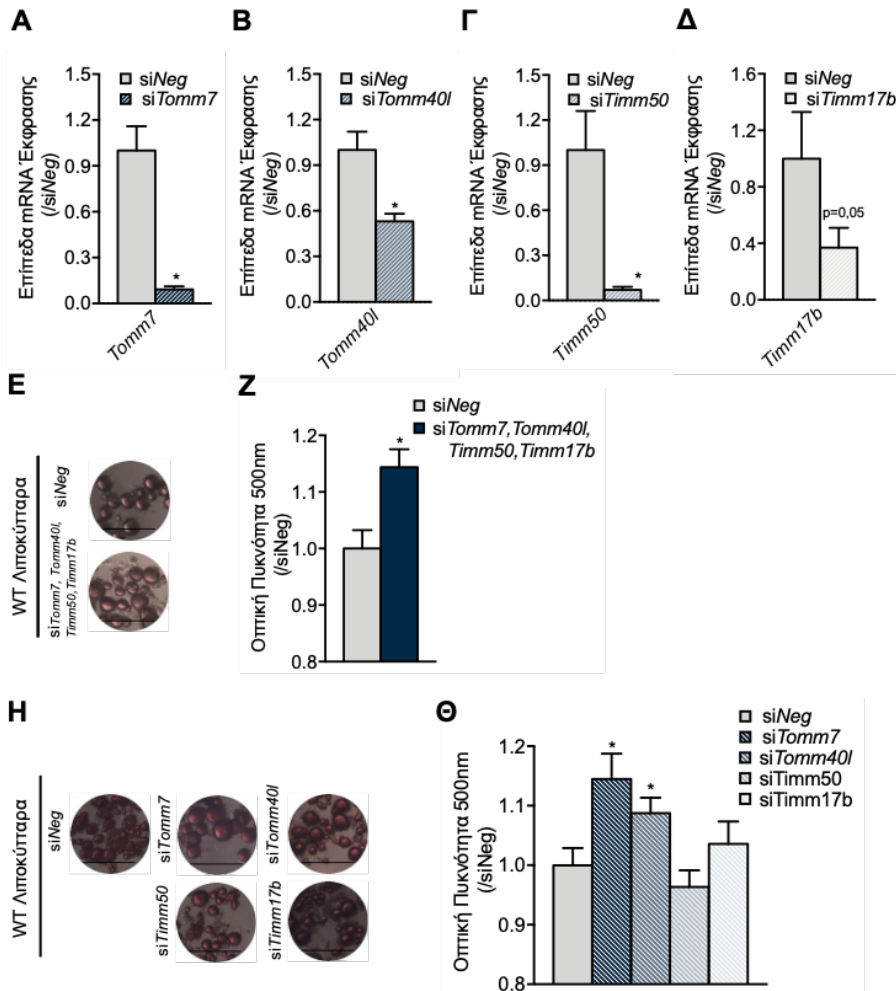 Α
Επίπεδα mRNA Έκφρασης
(/siNeg)
1.5
1.2
0.9
0.6
0.3
0.0
siNeg
siTomm7
*
Tomm7
Β
Επίπεδα mRNA Έκφρασης
(/siNeg)
1.5
1.2
0.9
0.6
0.3
0.0
siNeg
siTomm40l
*
Tomm40l
Γ
Επίπεδα mRNA Έκφρασης
(/siNeg)
1.5
1.2
0.9
0.6
0.3
0.0
siNeg
siTimm50
*
Timm50
Δ
Επίπεδα mRNA Έκφρασης
(/siNeg)
1.6
1.2
0.8
0.4
0.0
siNeg
siTimm17b
p=0,05
Timm17b
Ε
WT Λιποκύτταρα
siNeg
siTomm7, Tomm40l,
Timm50,Timm17b
Ζ
Οπτική Πυκνότητα 500nm
(/siNeg)
1.2
1.1
1.0
0.9
0.8
siNeg
siTomm7,Tomm40l,
Timm50,Timm17b
*
Η
WT Λιποκύτταρα
siNeg
siTomm7
siTomm40l
siTimm50
siTimm17b
Θ
Οπτική Πυκνότητα 500nm
(/siNeg)
1.2
1.1
1.0
0.9
0.8
siNeg
siTomm7
siTomm40l
siTimm50
siTimm17b
*
*